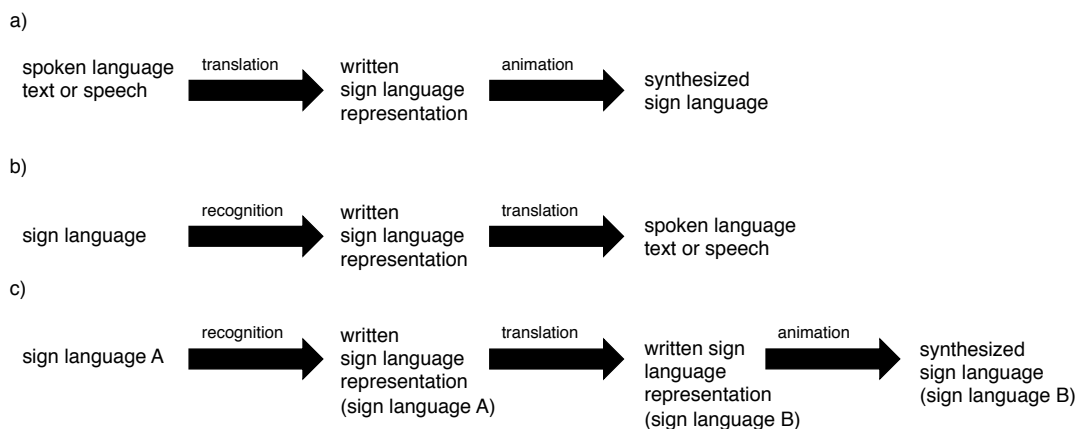 a)
spoken language
text or speech
translation
written
sign language
representation
animation
synthesized
sign language
b)
sign language
recognition
written
sign language
representation
translation
spoken language
text or speech
c)
sign language A
recognition
written
sign language
representation
(sign language A)
translation
written sign
language
representation
(sign language B)
animation
synthesized
sign language
(sign language B)